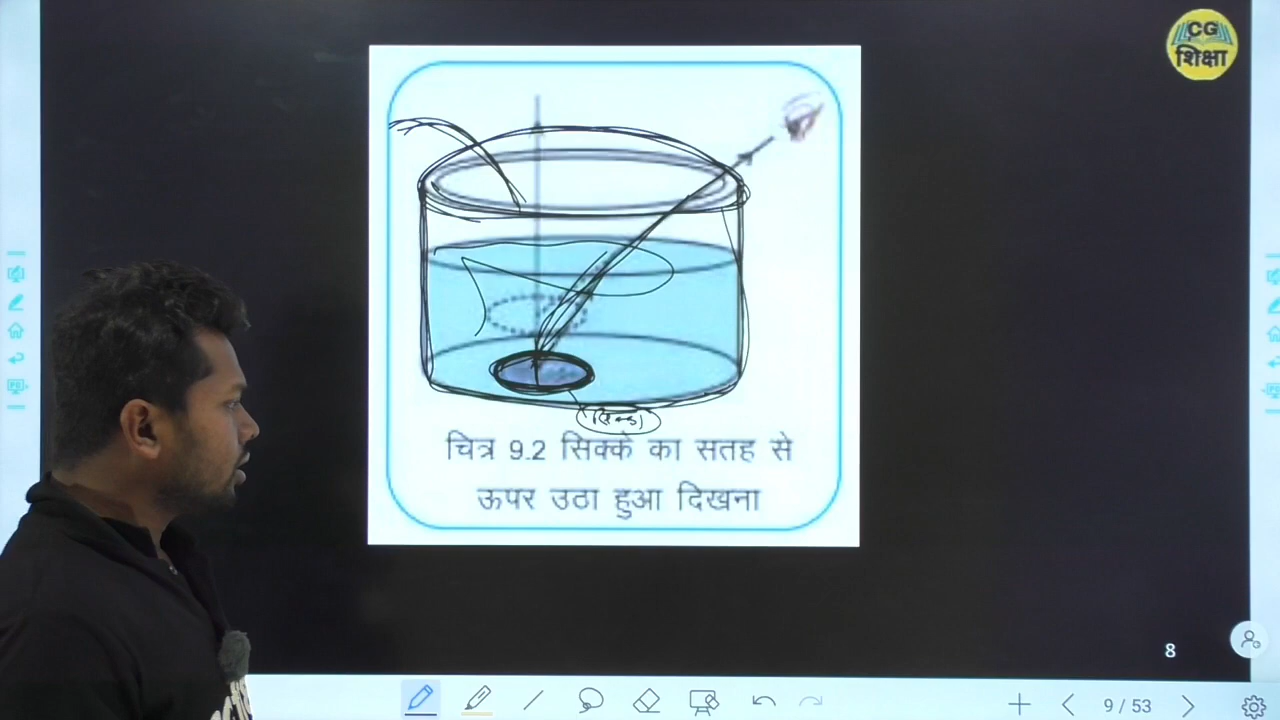 CG
शिक्षा
चित्र 9.2 सिक्के का सतह से
ऊपर उठा हुआ दिखना
8
9 / 53